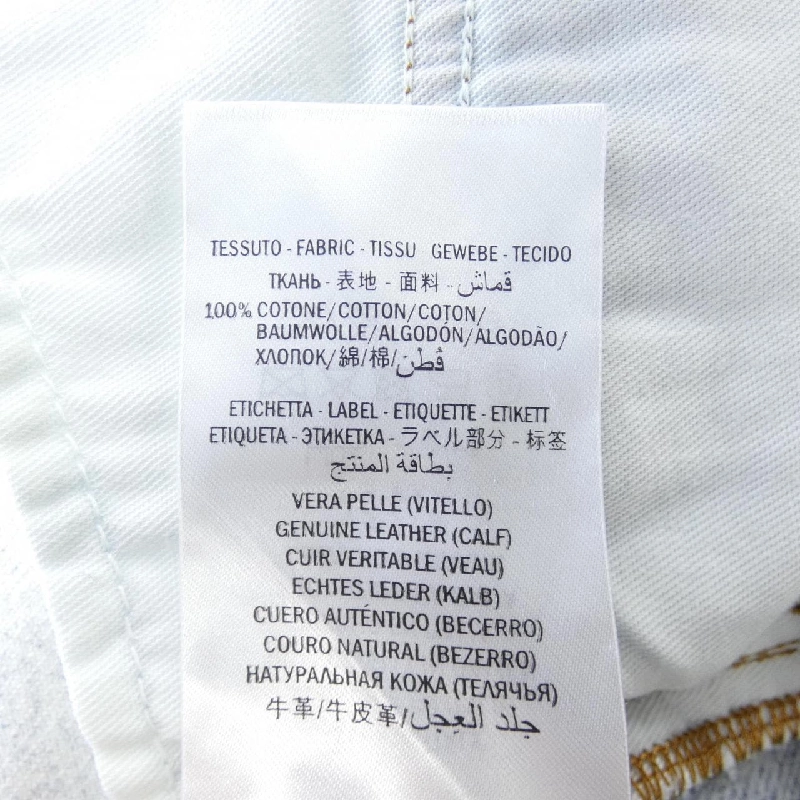 TESSUTO - FABRIC - TISSU GEWEBE - TECIDO
ТКАНЬ - 表地 - 面料 - قماش
100% COTONE/COTTON/COTON/
BAUMWOLLE/ALGODÓN/ALGODÃO/
ХЛОПОК/綿/棉/قُطن
ETICHETTA - LABEL - ETIQUETTE - ETIKETT
ETIQUETA - ЭТИКЕТКА - ラベル部分 - 标签
بطاقة المنتج
VERA PELLE (VITELLO)
GENUINE LEATHER (CALF)
CUIR VERITABLE (VEAU)
ECHTES LEDER (KALB)
CUERO AUTÉNTICO (BECERRO)
COURO NATURAL (BEZERRO)
НАТУРАЛЬНАЯ КОЖА (ТЕЛЯЧЬЯ)
牛革/牛皮革/جلد العِجل